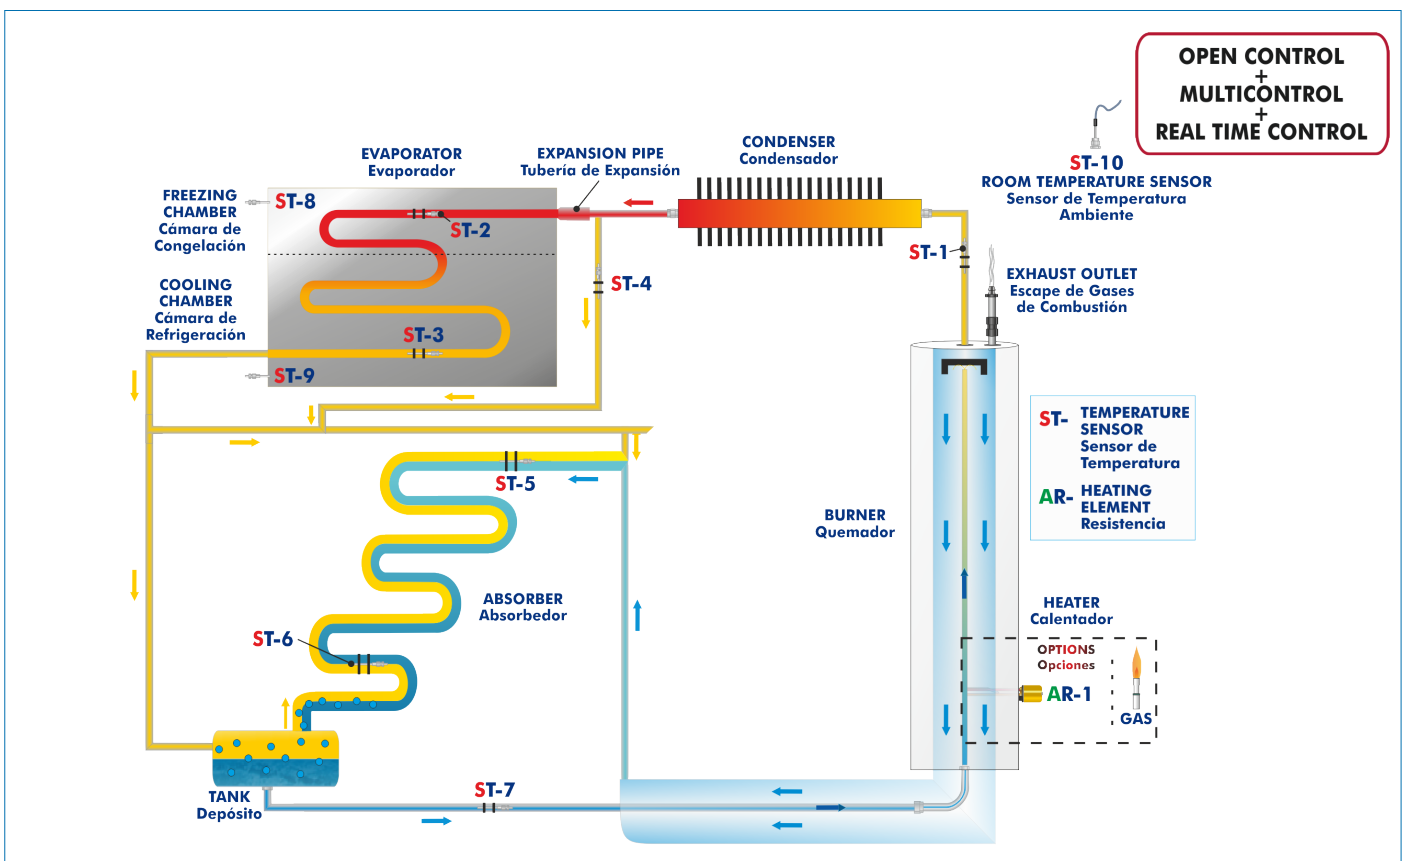 OPEN CONTROL
+
MULTICONTROL
+
REAL TIME CONTROL
ST-10
ROOM TEMPERATURE SENSOR
Sensor de Temperatura
Ambiente
CONDENSER
Condensador
EVAPORATOR
Evaporador
EXPANSION PIPE
Tubería de Expansión
FREEZING
CHAMBER
Cámara de
Congelación
ST-8
ST-2
ST-1
EXHAUST OUTLET
Escape de Gases
de Combustión
ST-4
COOLING
CHAMBER
Cámara de
Refrigeración
ST-3
ST-9
ST- TEMPERATURE
SENSOR
Sensor de
Temperatura
AR- HEATING
ELEMENT
Resistencia
ST-5
BURNER
Quemador
ABSORBER
Absorbedor
HEATER
Calentador
ST-6
OPTIONS
Opciones
AR-1
GAS
ST-7
TANK
Depósito